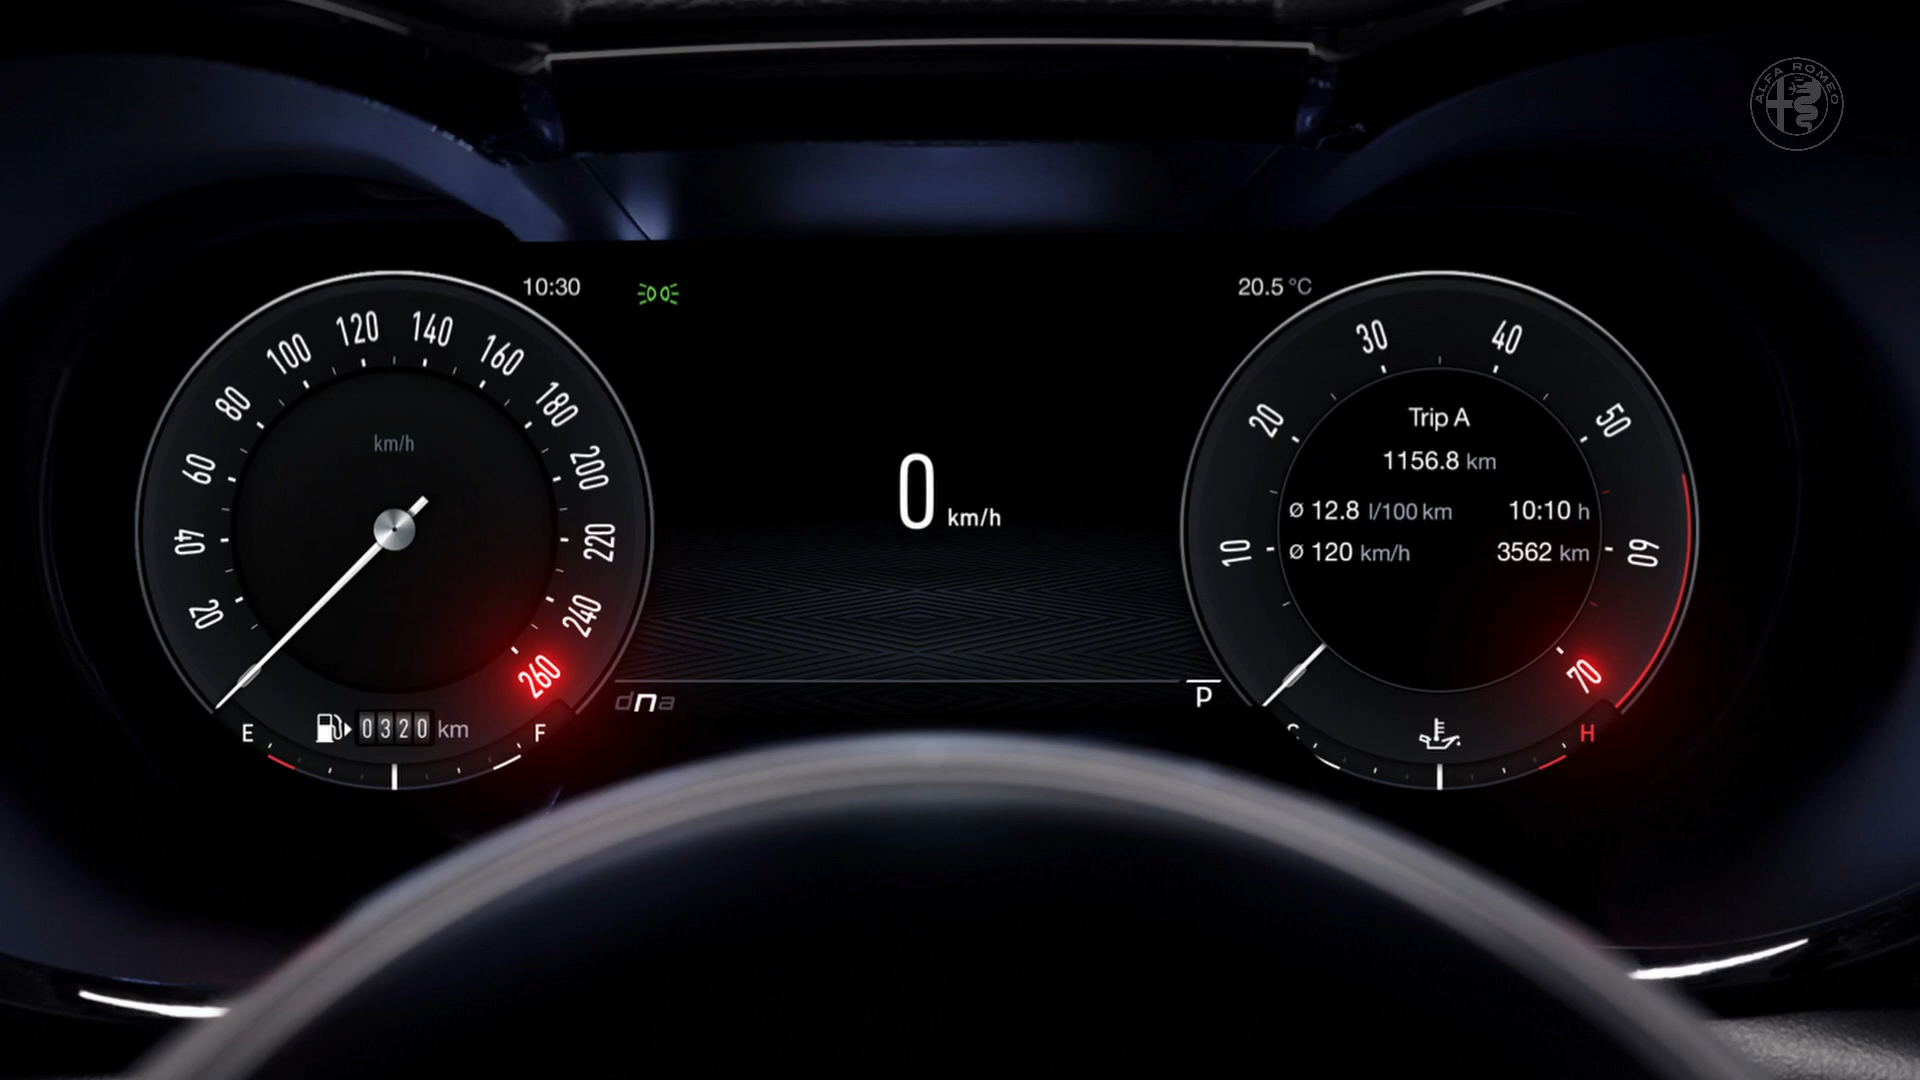 ALFA ROMEO
10:30
20.5 °C
20
40
60
80
100
120
140
160
180
200
220
240
260
km/h
E
0320 km
F
0 km/h
dna
P
10
20
30
40
50
60
70
Trip A
1156.8 km
Ø 12.8 l/100 km 10:10 h
Ø 120 km/h 3562 km
C
H